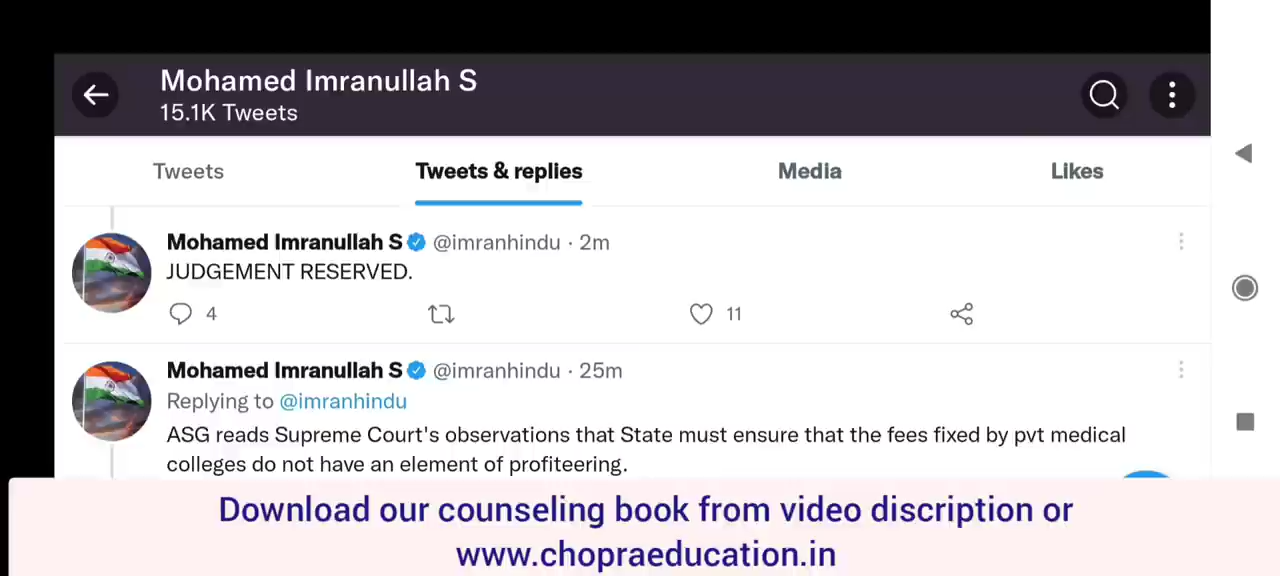 Mohamed Imranullah S
15.1K Tweets
Tweets
Tweets & replies
Media
Likes
Mohamed Imranullah S @imranhindu · 2m
JUDGEMENT RESERVED.
4
11
Mohamed Imranullah S @imranhindu · 25m
Replying to @imranhindu
ASG reads Supreme Court's observations that State must ensure that the fees fixed by pvt medical
colleges do not have an element of profiteering.
Download our counseling book from video discription or
www.chopraeducation.in